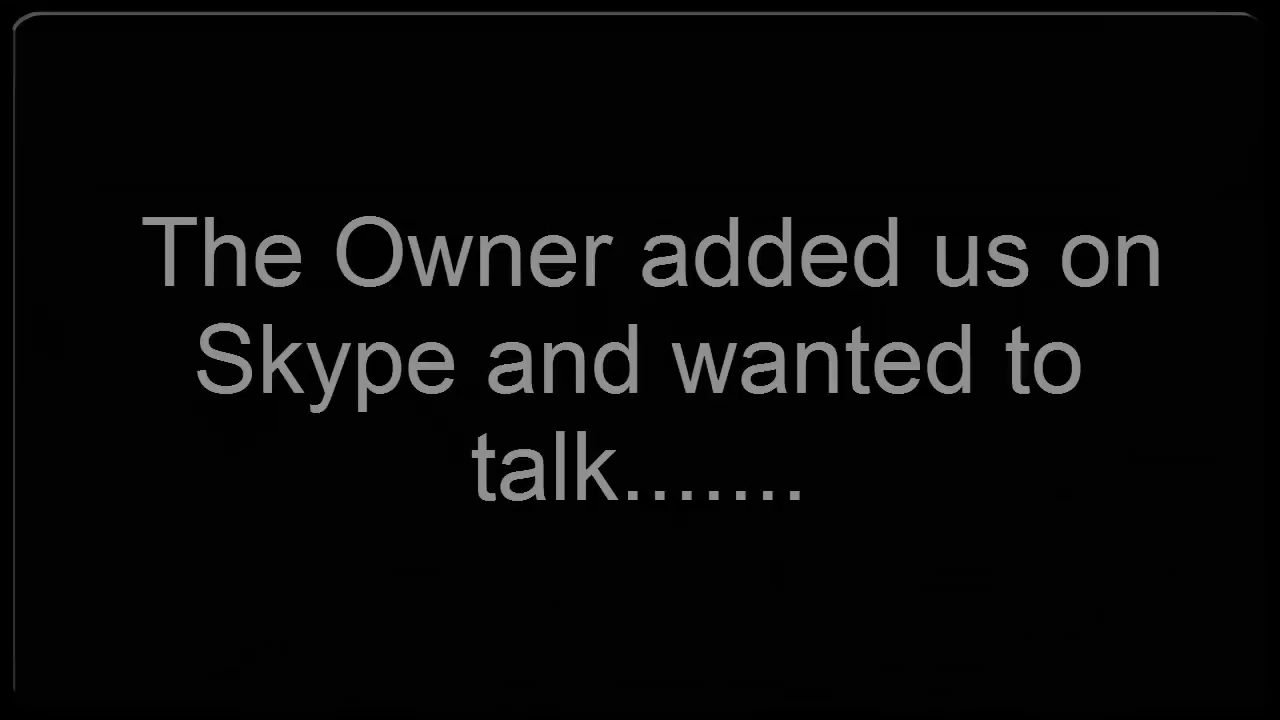 The Owner added us on
Skype and wanted to
talk.......